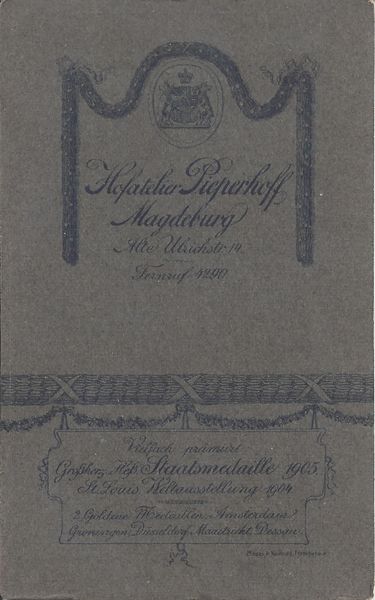 Hofatelier Pieperhoff
Magdeburg
Alte Ulrichstr. 14.
Fernruf 4290
Vielfach prämiirt
Großherz. Hess. Staatsmedaille 1905
St. Louis Weltausstellung 1904
2 Goldene Medaillen Amsterdam
Groningen, Düsseldorf, Maastricht, Dessau.